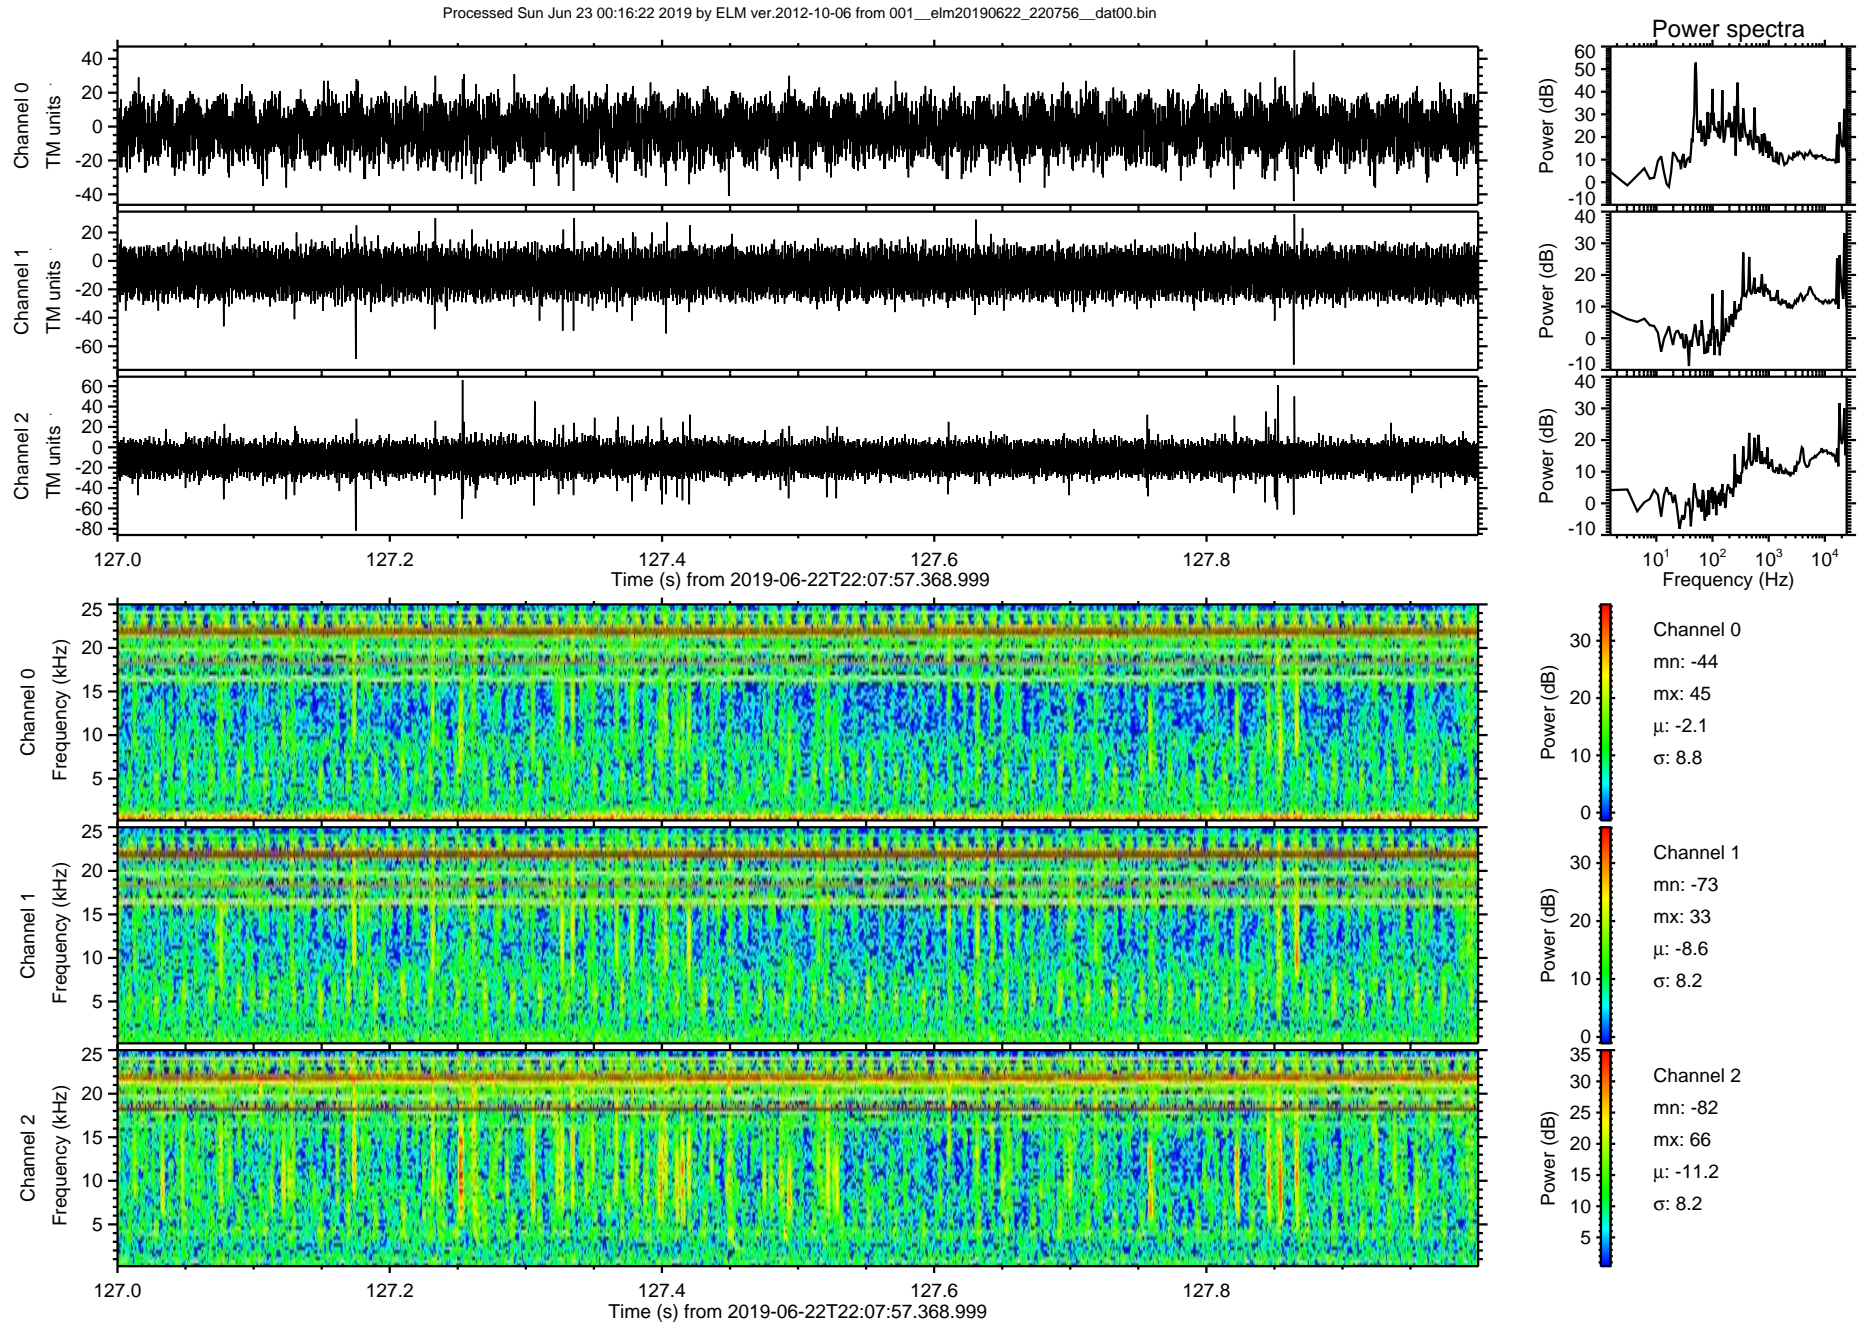 Processed Sun Jun 23 00:16:22 2019 by ELM ver.2012-10-06 from 001__elm20190622_220756__dat00.bin
Power spectra
Channel 0
TM units
40
20
0
-20
-40
Power (dB)
60
50
40
30
20
10
0
-10
Channel 1
TM units
20
0
-20
-40
-60
Power (dB)
40
30
20
10
0
-10
Channel 2
TM units
60
40
20
0
-20
-40
-60
-80
Power (dB)
40
30
20
10
0
-10
127.0 127.2 127.4 127.6 127.8
Time (s) from 2019-06-22T22:07:57.368.999
10¹ 10² 10³ 10⁴
Frequency (Hz)
Channel 0
Frequency (kHz)
25
20
15
10
5
Power (dB)
30
20
10
0
Channel 0
mn: -44
mx: 45
μ: -2.1
σ: 8.8
Channel 1
Frequency (kHz)
25
20
15
10
5
Power (dB)
30
20
10
0
Channel 1
mn: -73
mx: 33
μ: -8.6
σ: 8.2
Channel 2
Frequency (kHz)
25
20
15
10
5
Power (dB)
35
30
25
20
15
10
5
Channel 2
mn: -82
mx: 66
μ: -11.2
σ: 8.2
127.0 127.2 127.4 127.6 127.8
Time (s) from 2019-06-22T22:07:57.368.999